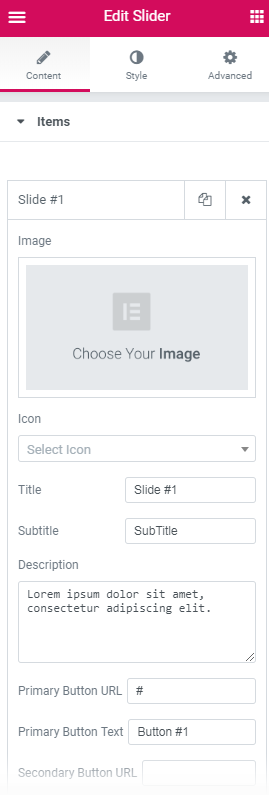 Edit Slider
Content
Style
Advanced
Items
Slide #1
Image
Choose Your Image
Icon
Select Icon
Title
Slide #1
Subtitle
SubTitle
Description
Lorem ipsum dolor sit amet,
consectetur adipiscing elit.
Primary Button URL
#
Primary Button Text
Button #1
Secondary Button URL